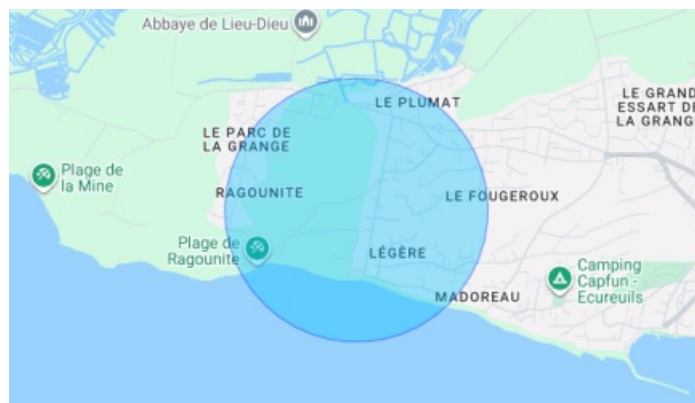 Abbaye de Lieu-Dieu
LE PLUMAT
LE GRAND
ESSART DE
LA GRANGE
LE PARC DE
LA GRANGE
Plage de
la Mine
RAGOUNITE
LE FOUGEROUX
Plage de
Ragounite
LÉGÈRE
Camping
Capfun -
Ecureuils
MADOREAU